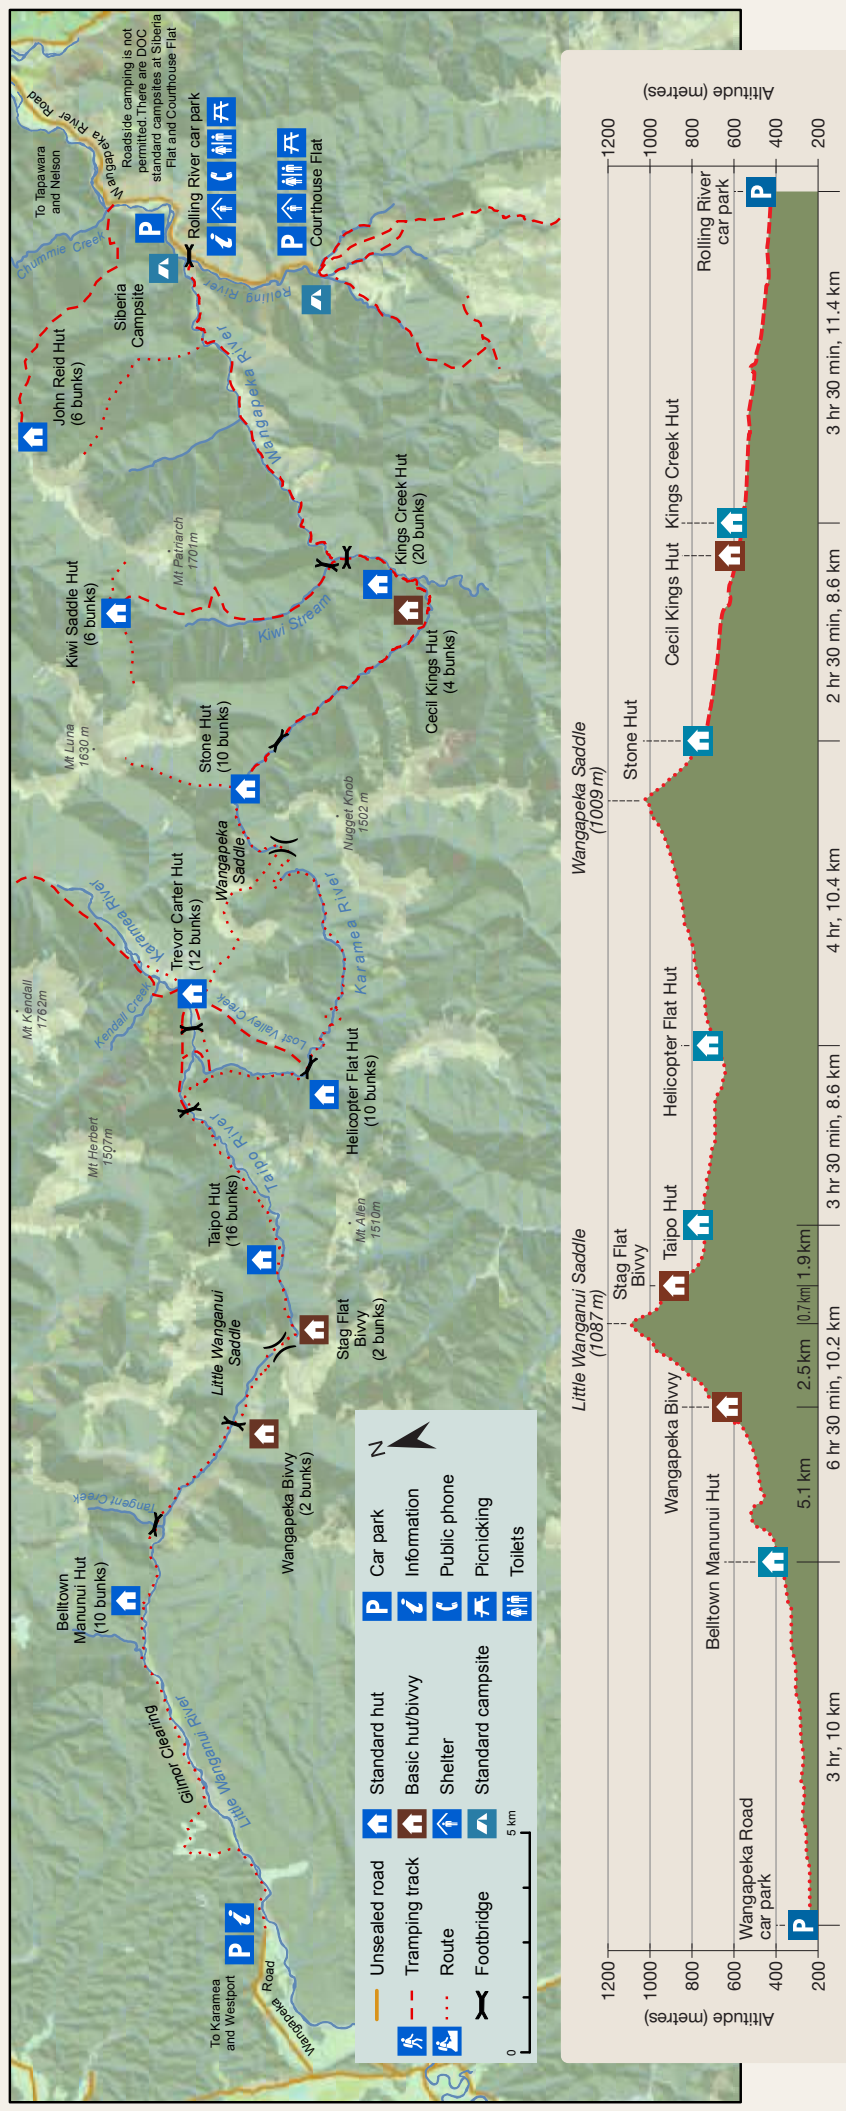 To Karamea
and Westport
Wangapeka
Road
P
i
Gilmor Clearing
Little Wanganui River
Belltown
Manunui Hut
(10 bunks)
Tangent Creek
Wangapeka Bivvy
(2 bunks)
Little Wanganui
Saddle
Stag Flat
Bivvy
(2 bunks)
Taipo Hut
(16 bunks)
Taipo River
Mt Allen
1510m
Mt Herbert
1507m
Helicopter Flat Hut
(10 bunks)
Mt Kendall
1762m
Kendall Creek
Karamea River
Trevor Carter Hut
(12 bunks)
Lost Valley Creek
Karamea River
Wangapeka
Saddle
Nugget Knob
1502 m
Stone Hut
(10 bunks)
Mt Luna
1630 m
Kiwi Saddle Hut
(6 bunks)
Kiwi Stream
Mt Patriarch
1701m
Cecil Kings Hut
(4 bunks)
Kings Creek Hut
(20 bunks)
Wangapeka River
John Reid Hut
(6 bunks)
Siberia
Campsite
Chummie Creek
To Tapawara
and Nelson
Wangapeka River Road
Roadside camping is not
permitted. There are DOC
standard campsites at Siberia
Flat and Courthouse Flat
P
Rolling River car park
i
Rolling River
P
Courthouse Flat
Unsealed road
Tramping track
Route
Footbridge
Standard hut
Basic hut/bivvy
Shelter
Standard campsite
P Car park
i Information
Public phone
Picnicking
Toilets
N
0
5 km
Altitude (metres)
1200
1000
800
600
400
200
Wangapeka Road
car park
P
Belltown Manunui Hut
Wangapeka Bivvy
Little Wanganui Saddle
(1087 m)
Stag Flat
Bivvy
Taipo Hut
Helicopter Flat Hut
Wangapeka Saddle
(1009 m)
Stone Hut
Cecil Kings Hut
Kings Creek Hut
Rolling River
car park
P
1200
1000
800
600
400
200
Altitude (metres)
5.1 km
2.5 km
0.7 km
1.9 km
3 hr, 10 km
6 hr 30 min, 10.2 km
3 hr 30 min, 8.6 km
4 hr, 10.4 km
2 hr 30 min, 8.6 km
3 hr 30 min, 11.4 km